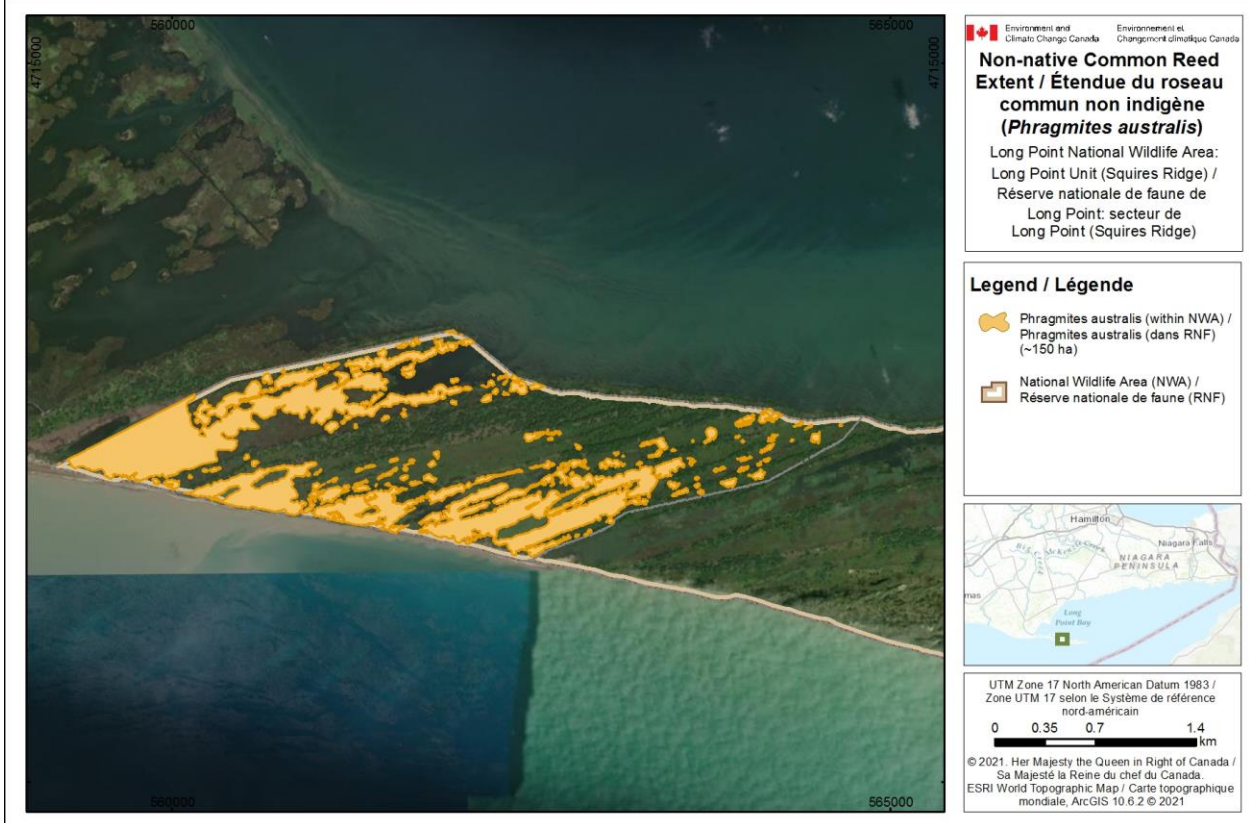 560000
565000
4715000
4715000
560000
565000
Environment and
Climate Change Canada
Environnement et
Changement climatique Canada
Non-native Common Reed
Extent / Étendue du roseau
commun non indigène
(Phragmites australis)
Long Point National Wildlife Area:
Long Point Unit (Squires Ridge) /
Réserve nationale de faune de
Long Point: secteur de
Long Point (Squires Ridge)
Legend / Légende
Phragmites australis (within NWA) /
Phragmites australis (dans RNF)
(~150 ha)
National Wildlife Area (NWA) /
Réserve nationale de faune (RNF)
Hamilton
Niagara Falls
McKenzie Creek
NIAGARA
PENINSULA
mas
Long
Point Bay
UTM Zone 17 North American Datum 1983 /
Zone UTM 17 selon le Système de référence
nord-américain
0 0.35 0.7 1.4
km
© 2021. Her Majesty the Queen in Right of Canada /
Sa Majesté la Reine du chef du Canada.
ESRI World Topographic Map / Carte topographique
mondiale, ArcGIS 10.6.2 © 2021